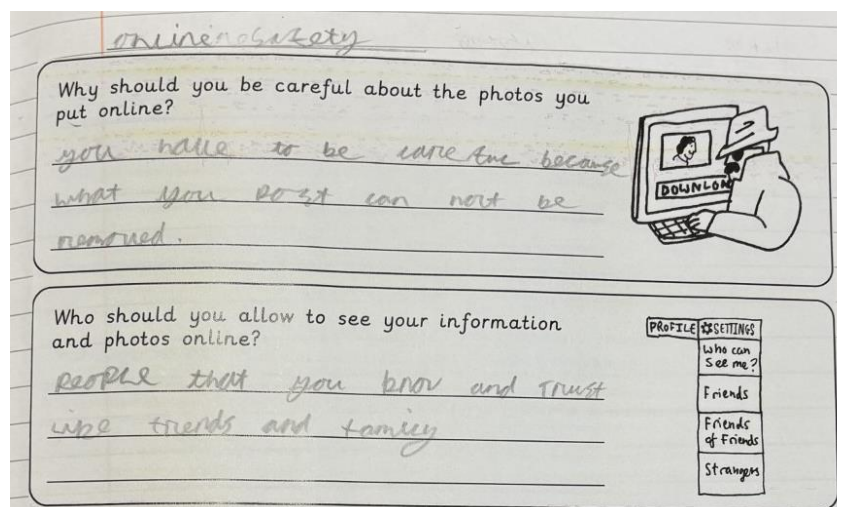 online safety
Why should you be careful about the photos you
put online?
you have to be careful because
what you post can not be
removed.
DOWNLOA
Who should you allow to see your information
and photos online?
people that you know and Trust
like friends and family
PROFILE SETTINGS
Who can
see me?
Friends
Friends
of Friends
Strangers